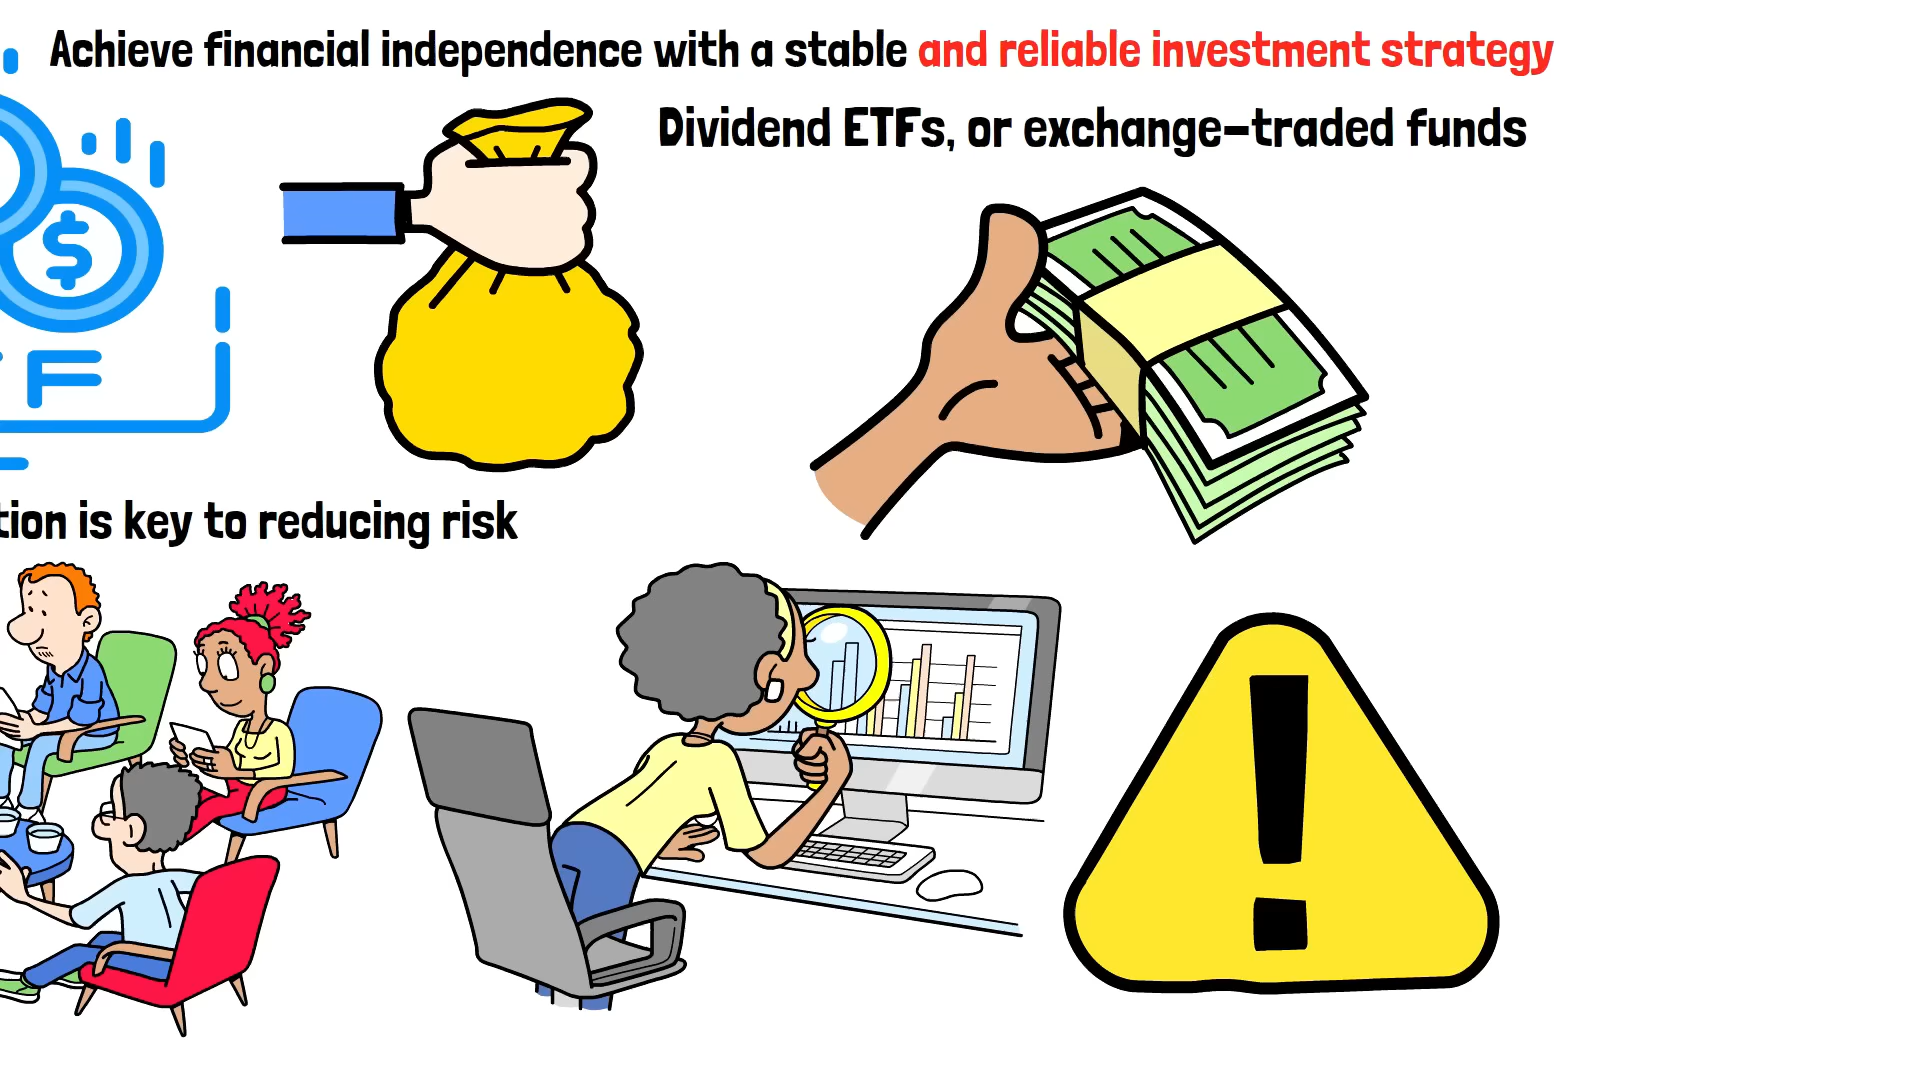 Achieve financial independence with a stable and reliable investment strategy
Dividend ETFs, or exchange-traded funds
$
F
tion is key to reducing risk